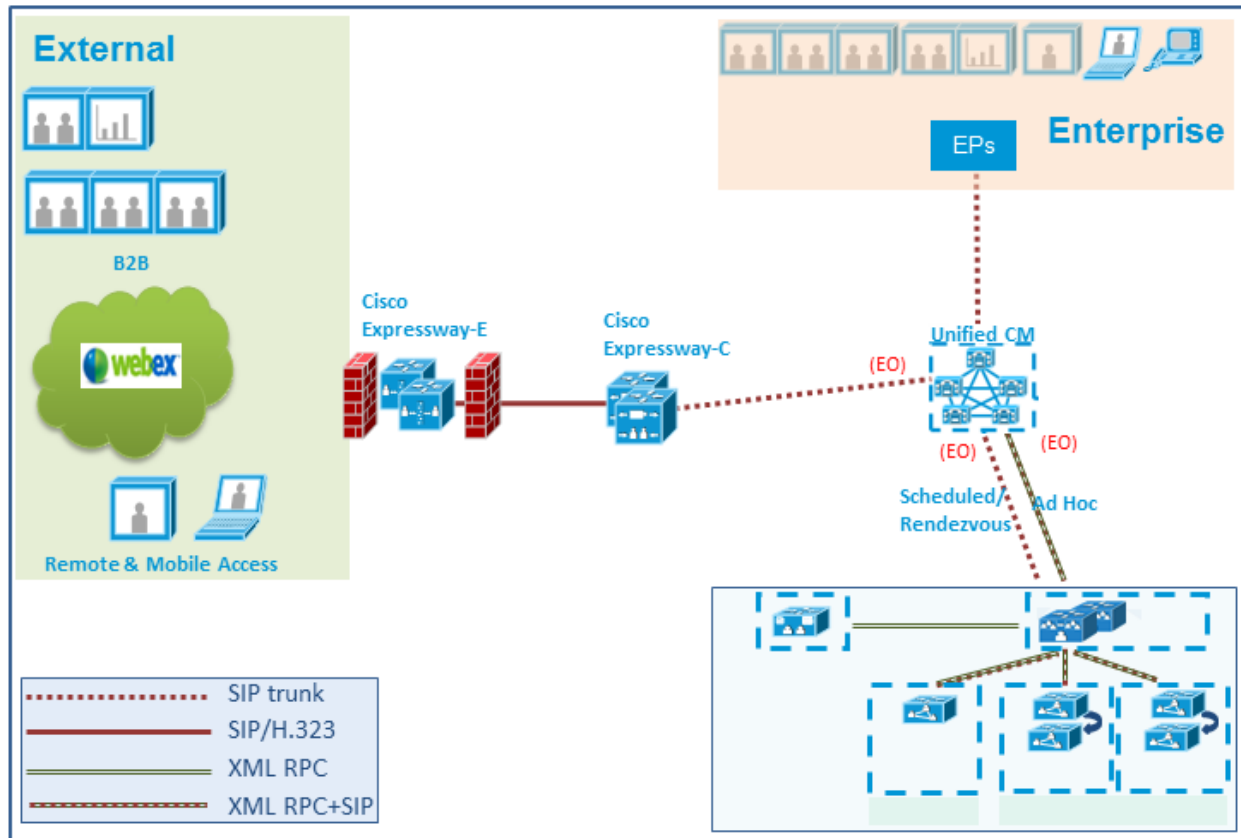 External
B2B
webex
Remote & Mobile Access
Enterprise
EPs
Cisco
Expressway-E
Cisco
Expressway-C
Unified CM
(EO)
(EO)
(EO)
Scheduled/
Rendezvous
Ad Hoc
SIP trunk
SIP/H.323
XML RPC
XML RPC+SIP